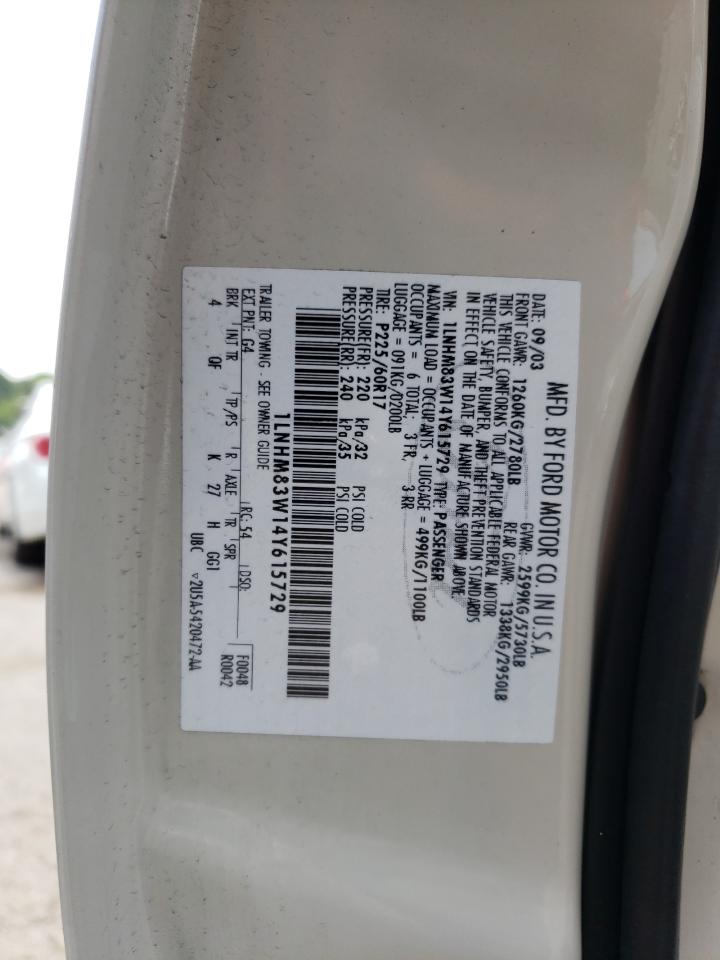 MFD. BY FORD MOTOR CO. IN U.S.A.
DATE: 09/03 GVWR: 2599KG/5730LB
FRONT GAWR: 1260KG/2780LB REAR GAWR: 1338KG/2950LB
THIS VEHICLE CONFORMS TO ALL APPLICABLE FEDERAL MOTOR
VEHICLE SAFETY, BUMPER, AND THEFT PREVENTION STANDARDS
IN EFFECT ON THE DATE OF MANUFACTURE SHOWN ABOVE.
VIN: 1LNHM83W14Y615729 TYPE: PASSENGER
MAXIMUN LOAD = OCCUPANTS + LUGGAGE = 499KG/1100LB
OCCUPANTS = 6 TOTAL: 3 FR, 3 RR
LUGGAGE = 091KG/0200LB
TIRE: P225/60R17
PRESSURE(FR): 220 kPa/32 PSI COLD
PRESSURE(RR): 240 kPa/35 PSI COLD
1LNHM83W14Y615729
TRAILER TOWING - SEE OWNER GUIDE
EXT PNT: G4 RC: 54 DSO: F0048
BRK INT TR TP/PS R AXLE TR SPR R0042
4 QF K 27 H GG1
UBC ▽2U5A-5420472-AA